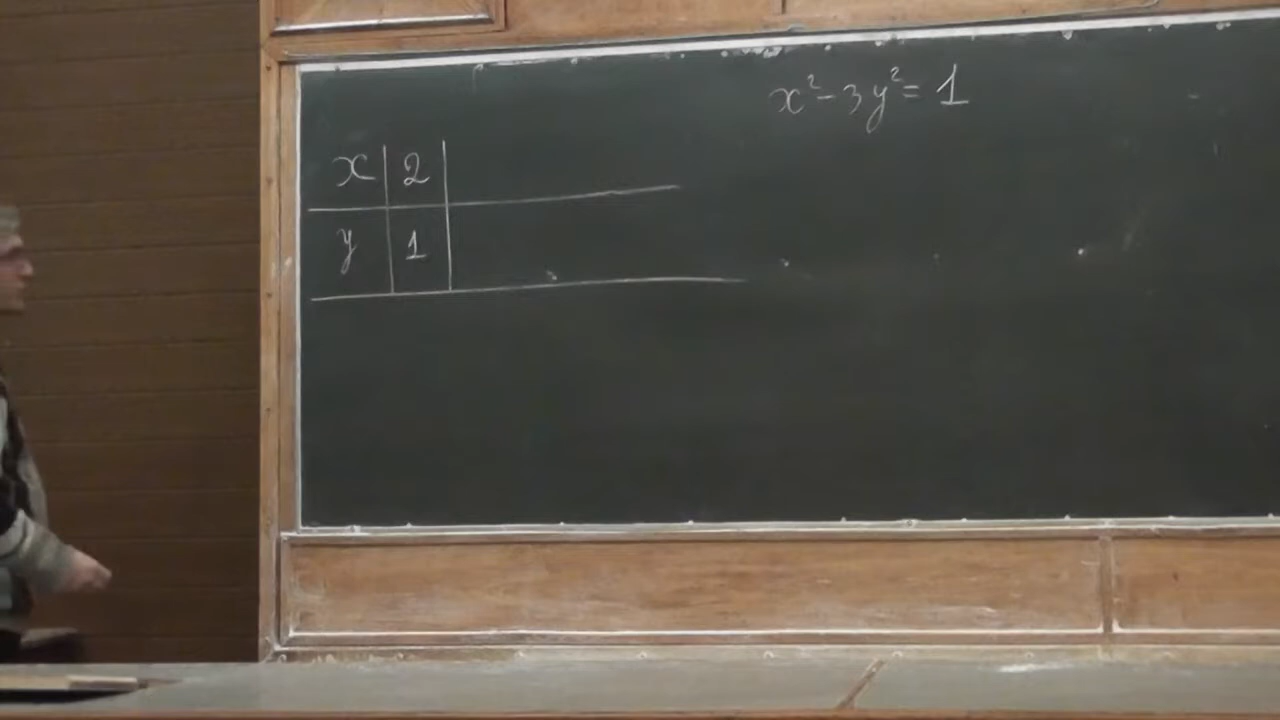 x² - 3y² = 1
x 2
y 1